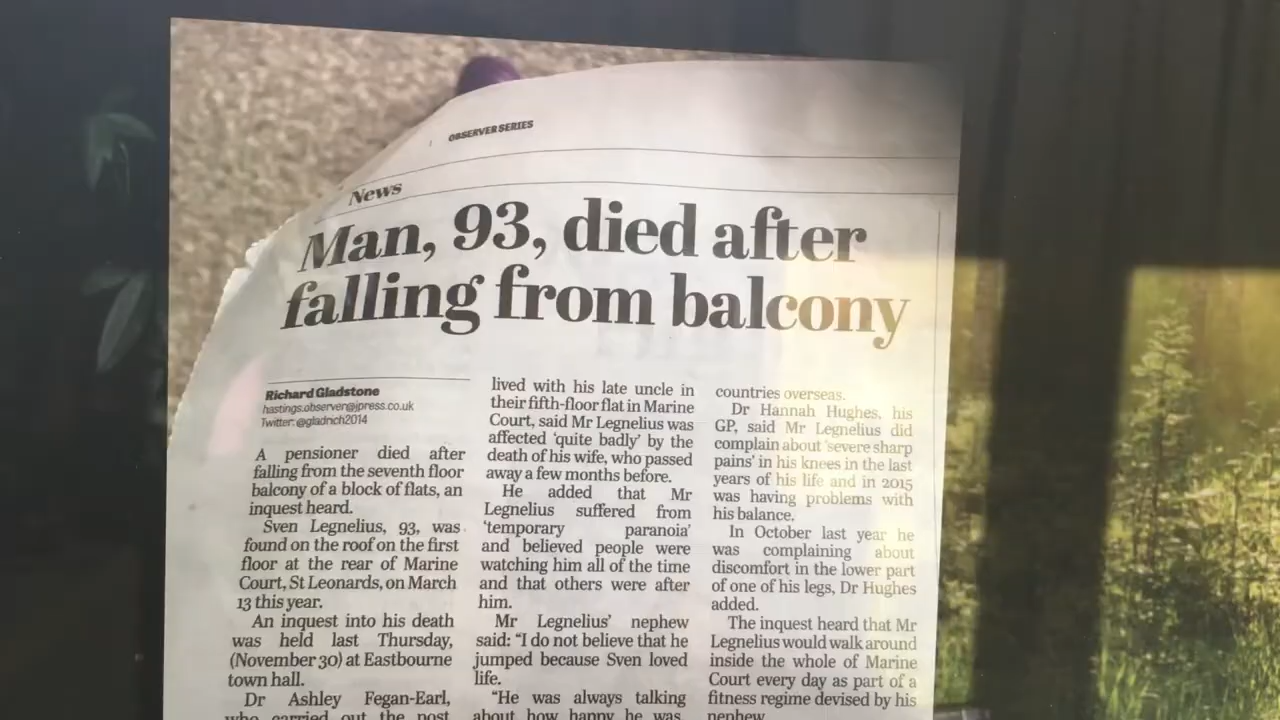 OBSERVER SERIES
News
Man, 93, died after
falling from balcony
Richard Gladstone
hastings.observer@jpress.co.uk
Twitter: @gladrich2014
A pensioner died after
falling from the seventh floor
balcony of a block of flats, an
inquest heard.
Sven Legnelius, 93, was
found on the roof on the first
floor at the rear of Marine
Court, St Leonards, on March
13 this year.
An inquest into his death
was held last Thursday,
(November 30) at Eastbourne
town hall.
Dr Ashley Fegan-Earl,
who carried out the post
lived with his late uncle in
their fifth-floor flat in Marine
Court, said Mr Legnelius was
affected 'quite badly' by the
death of his wife, who passed
away a few months before.
He added that Mr
Legnelius suffered from
'temporary paranoia'
and believed people were
watching him all of the time
and that others were after
him.
Mr Legnelius' nephew
said: "I do not believe that he
jumped because Sven loved
life.
"He was always talking
about how happy he was,
countries overseas.
Dr Hannah Hughes, his
GP, said Mr Legnelius did
complain about 'severe sharp
pains' in his knees in the last
years of his life and in 2015
was having problems with
his balance.
In October last year he
was complaining about
discomfort in the lower part
of one of his legs, Dr Hughes
added.
The inquest heard that Mr
Legnelius would walk around
inside the whole of Marine
Court every day as part of a
fitness regime devised by his
nephew.